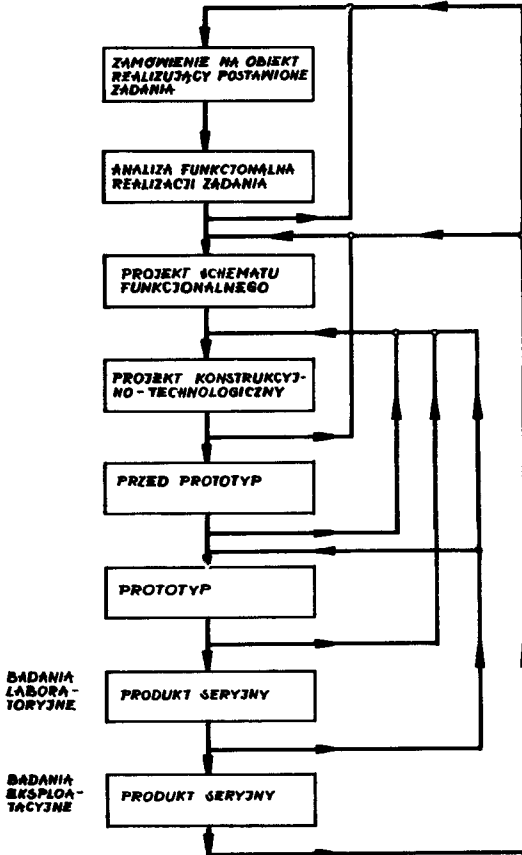 ZAMÓWIENIE NA OBIEKT
REALIZUJĄCY POSTAWIONE
ZADANIA
ANALIZA FUNKCJONALNA
REALIZACJI ZADANIA
PROJEKT SCHEMATU
FUNKCJONALNEGO
PROJEKT KONSTRUKCYJ-
NO-TECHNOLOGICZNY
PRZED PROTOTYP
PROTOTYP
BADANIA
LABORA-
TORYJNE
PRODUKT SERYJNY
BADANIA
EKSPLOA-
TACYJNE
PRODUKT SERYJNY